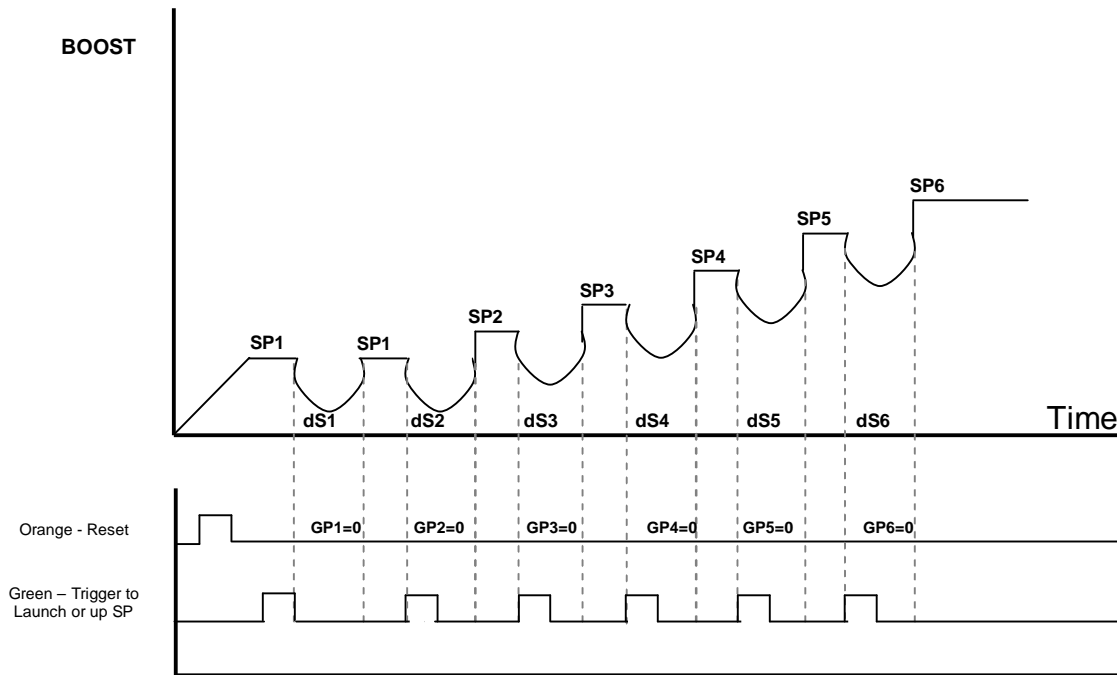 BOOST
SP6
SP5
SP4
SP3
SP2
SP1
SP1
dS1
dS2
dS3
dS4
dS5
dS6
Time
Orange - Reset
GP1=0
GP2=0
GP3=0
GP4=0
GP5=0
GP6=0
Green – Trigger to
Launch or up SP